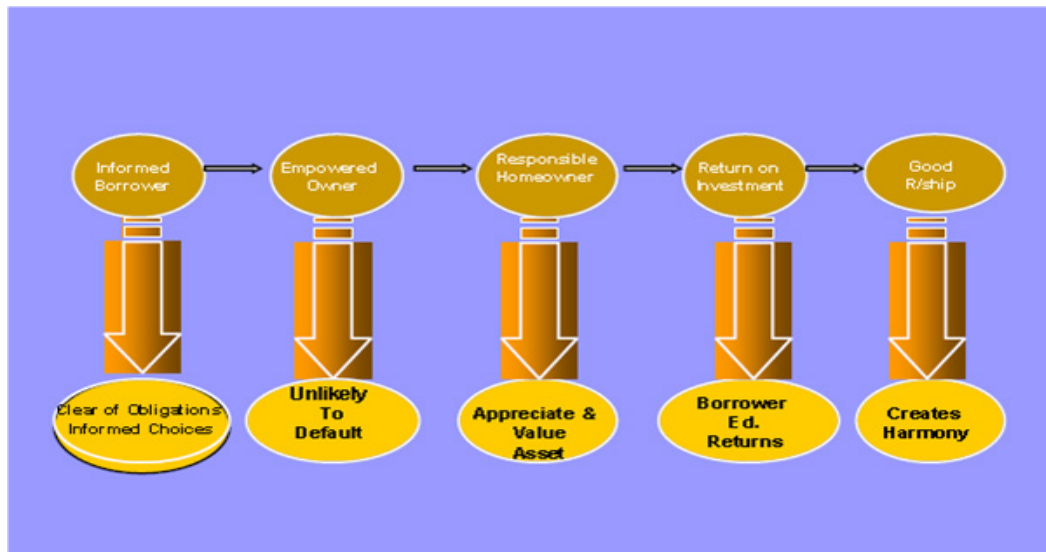 Informed
Borrower
Empowered
Owner
Responsible
Homeowner
Return on
Investment
Good
R/ship
Clear of Obligations
Informed Choices
Unlikely
To
Default
Appreciate &
Value
Asset
Borrower
Ed.
Returns
Creates
Harmony